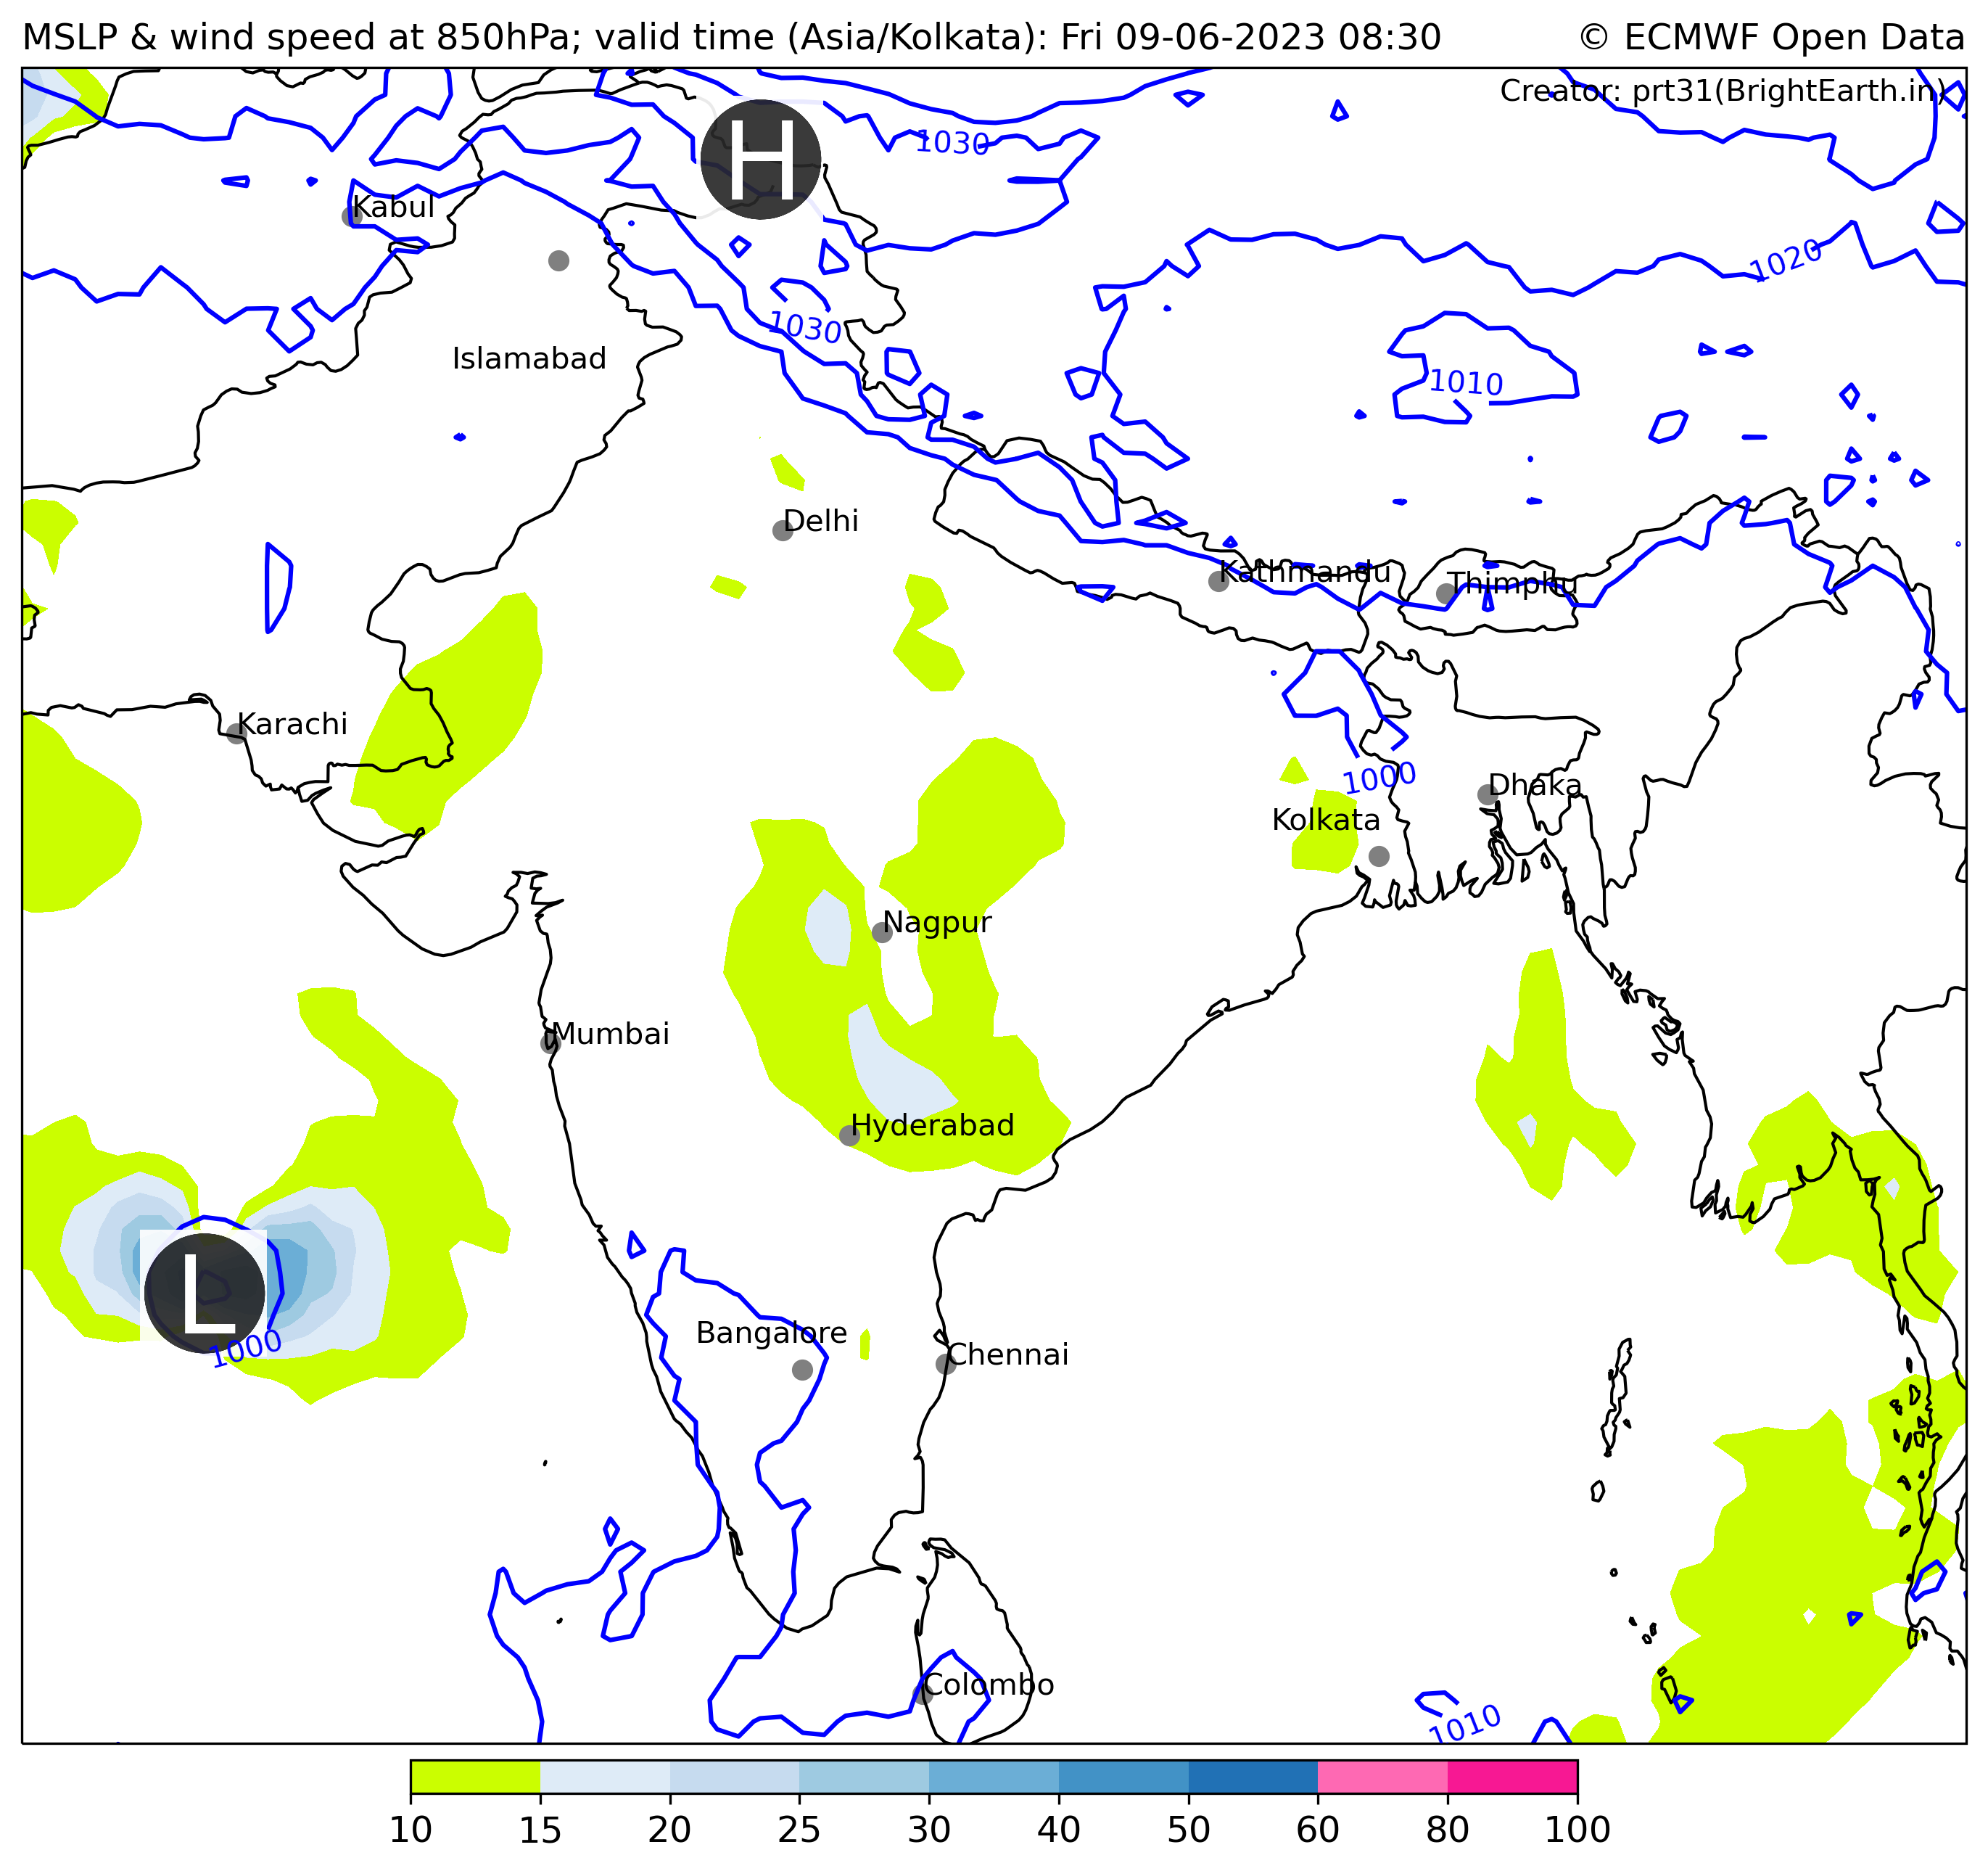 MSLP & wind speed at 850hPa; valid time (Asia/Kolkata): Fri 09-06-2023 08:30
© ECMWF Open Data
Creator: prt31(BrightEarth.in)
H
1030
Kabul
1020
1030
Islamabad
1010
Delhi
Kathmandu
Thimphu
Karachi
1000
Dhaka
Kolkata
Nagpur
Mumbai
Hyderabad
L
1000
Bangalore
Chennai
Colombo
1010
10 15 20 25 30 40 50 60 80 100